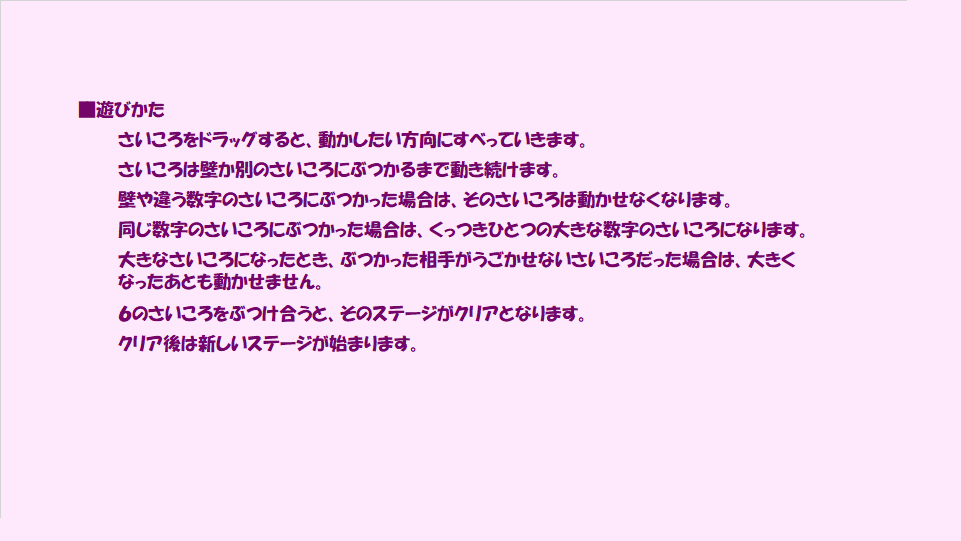 ■遊びかた
さいころをドラッグすると、動かしたい方向にすべっていきます。
さいころは壁か別のさいころにぶつかるまで動き続けます。
壁や違う数字のさいころにぶつかった場合は、そのさいころは動かせなくなります。
同じ数字のさいころにぶつかった場合は、くっつきひとつの大きな数字のさいころになります。
大きなさいころになったとき、ぶつかった相手がうごかせないさいころだった場合は、大きく
なったあとも動かせません。
6のさいころをぶつけ合うと、そのステージがクリアとなります。
クリア後は新しいステージが始まります。